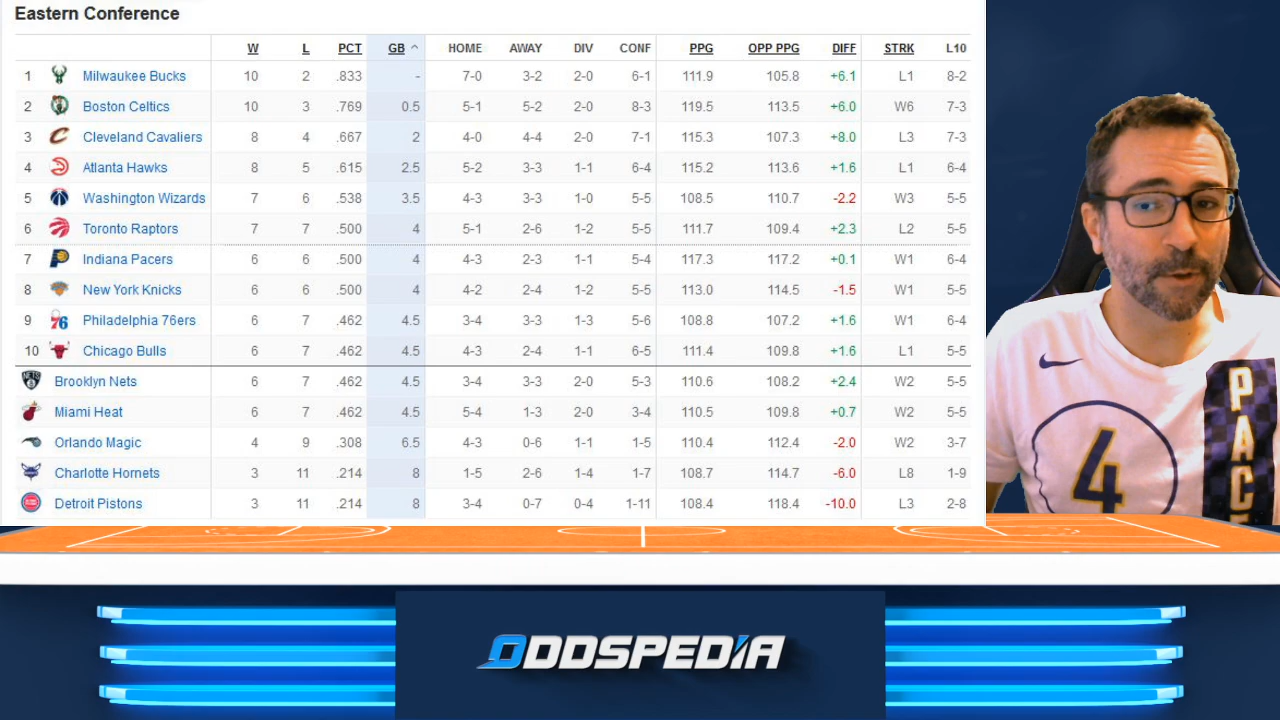 Eastern Conference
W L PCT GB ^ HOME AWAY DIV CONF PPG OPP PPG DIFF STRK L10
1 Milwaukee Bucks 10 2 .833 - 7-0 3-2 2-0 6-1 111.9 105.8 +6.1 L1 8-2
2 Boston Celtics 10 3 .769 0.5 5-1 5-2 2-0 8-3 119.5 113.5 +6.0 W6 7-3
3 Cleveland Cavaliers 8 4 .667 2 4-0 4-4 2-0 7-1 115.3 107.3 +8.0 L3 7-3
4 Atlanta Hawks 8 5 .615 2.5 5-2 3-3 1-1 6-4 115.2 113.6 +1.6 L1 6-4
5 Washington Wizards 7 6 .538 3.5 4-3 3-3 1-0 5-5 108.5 110.7 -2.2 W3 5-5
6 Toronto Raptors 7 7 .500 4 5-1 2-6 1-2 5-5 111.7 109.4 +2.3 L2 5-5
7 Indiana Pacers 6 6 .500 4 4-3 2-3 1-1 5-4 117.3 117.2 +0.1 W1 6-4
8 New York Knicks 6 6 .500 4 4-2 2-4 1-2 5-5 113.0 114.5 -1.5 W1 5-5
9 76 Philadelphia 76ers 6 7 .462 4.5 3-4 3-3 1-3 5-6 108.8 107.2 +1.6 W1 6-4
10 Chicago Bulls 6 7 .462 4.5 4-3 2-4 1-1 6-5 111.4 109.8 +1.6 L1 5-5
NETS Brooklyn Nets 6 7 .462 4.5 3-4 3-3 2-0 5-3 110.6 108.2 +2.4 W2 5-5
Miami Heat 6 7 .462 4.5 5-4 1-3 2-0 3-4 110.5 109.8 +0.7 W2 5-5
Orlando Magic 4 9 .308 6.5 4-3 0-6 1-1 1-5 110.4 112.4 -2.0 W2 3-7
Charlotte Hornets 3 11 .214 8 1-5 2-6 1-4 1-7 108.7 114.7 -6.0 L8 1-9
Detroit Pistons 3 11 .214 8 3-4 0-7 0-4 1-11 108.4 118.4 -10.0 L3 2-8
4
PACE
ODDSPEDIA